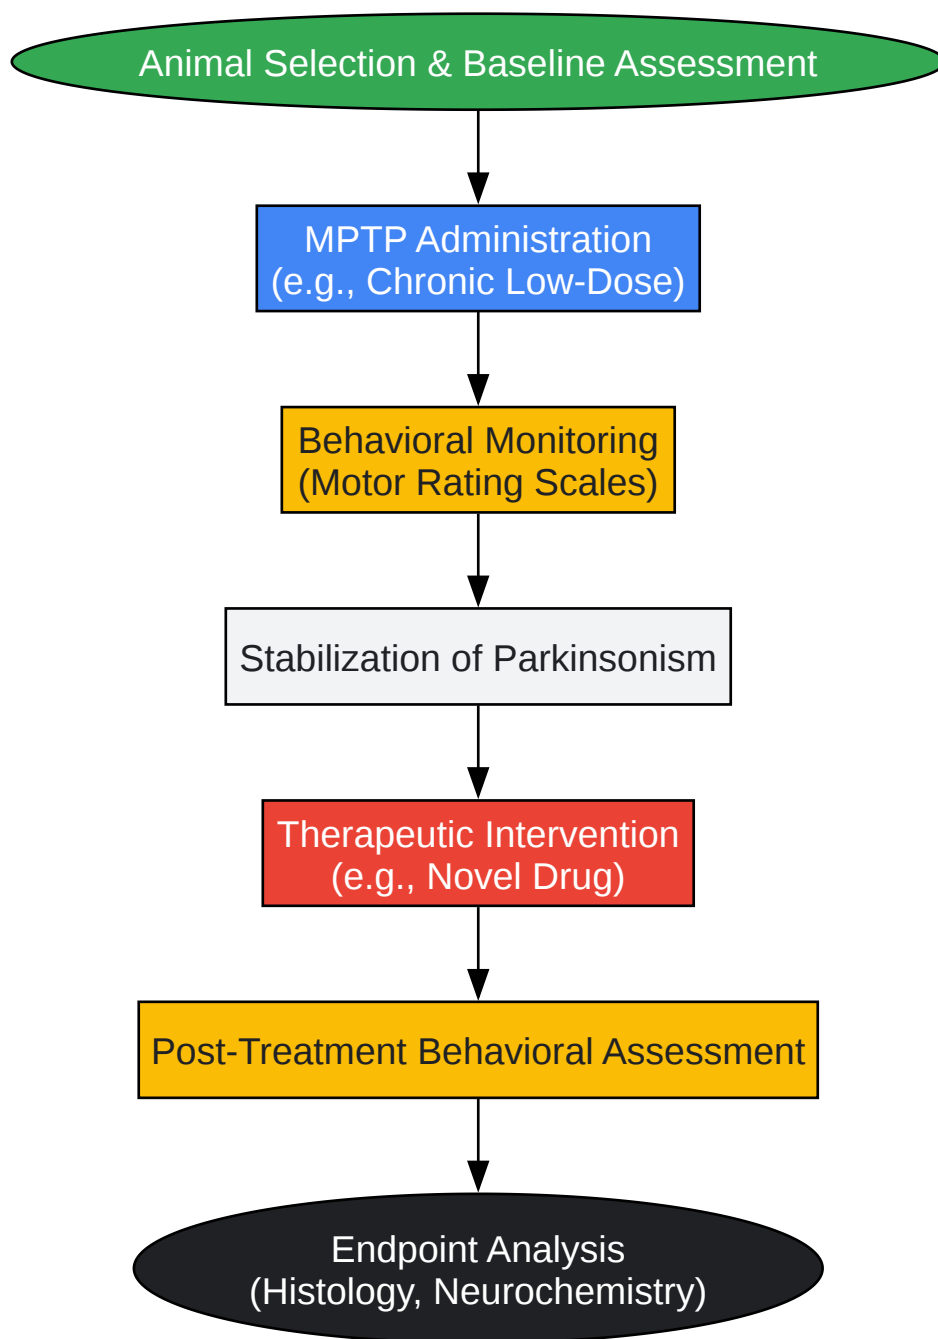 Animal Selection & Baseline Assessment
MPTP Administration
(e.g., Chronic Low-Dose)
Behavioral Monitoring
(Motor Rating Scales)
Stabilization of Parkinsonism
Therapeutic Intervention
(e.g., Novel Drug)
Post-Treatment Behavioral Assessment
Endpoint Analysis
(Histology, Neurochemistry)